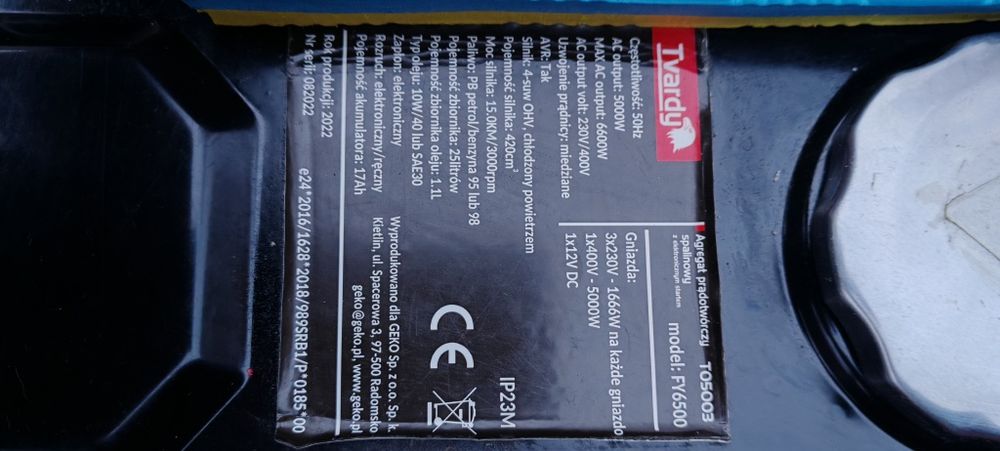 Tvardy
Agregat prądotwórczy TO5003
spalinowy
z elektronicznym startem
model: FY6500
Częstotliwość: 50Hz
AC output: 5000W
MAX AC output: 6600W
AC output volt: 230V/400V
Uzwojenie prądnicy: miedziane
AVR: Tak
Silnik: 4-suw OHV, chłodzony powietrzem
Pojemność silnika: 420cm³
Moc silnika: 15.0KM/3000rpm
Paliwo: PB petrol/benzyna 95 lub 98
Pojemność zbiornika: 25litrów
Pojemność zbiornika oleju: 1.1L
Typ oleju: 10W/40 lub SAE30
Zapłon: elektroniczny
Rozruch: elektroniczny/ręczny
Pojemność akumulatora: 17Ah
Gniazda:
3x230V - 1666W na każde gniazdo
1x400V - 5000W
1x12V DC
IP23M
CE
Wyprodukowano dla GEKO Sp. z o.o. Sp. k.
Kietlin, ul. Spacerowa 3, 97-500 Radomsko
geko@geko.pl, www.geko.pl
Rok produkcji: 2022
Nr serii: 082022
e24*2016/1628*2018/989SRB1/P*0185*00